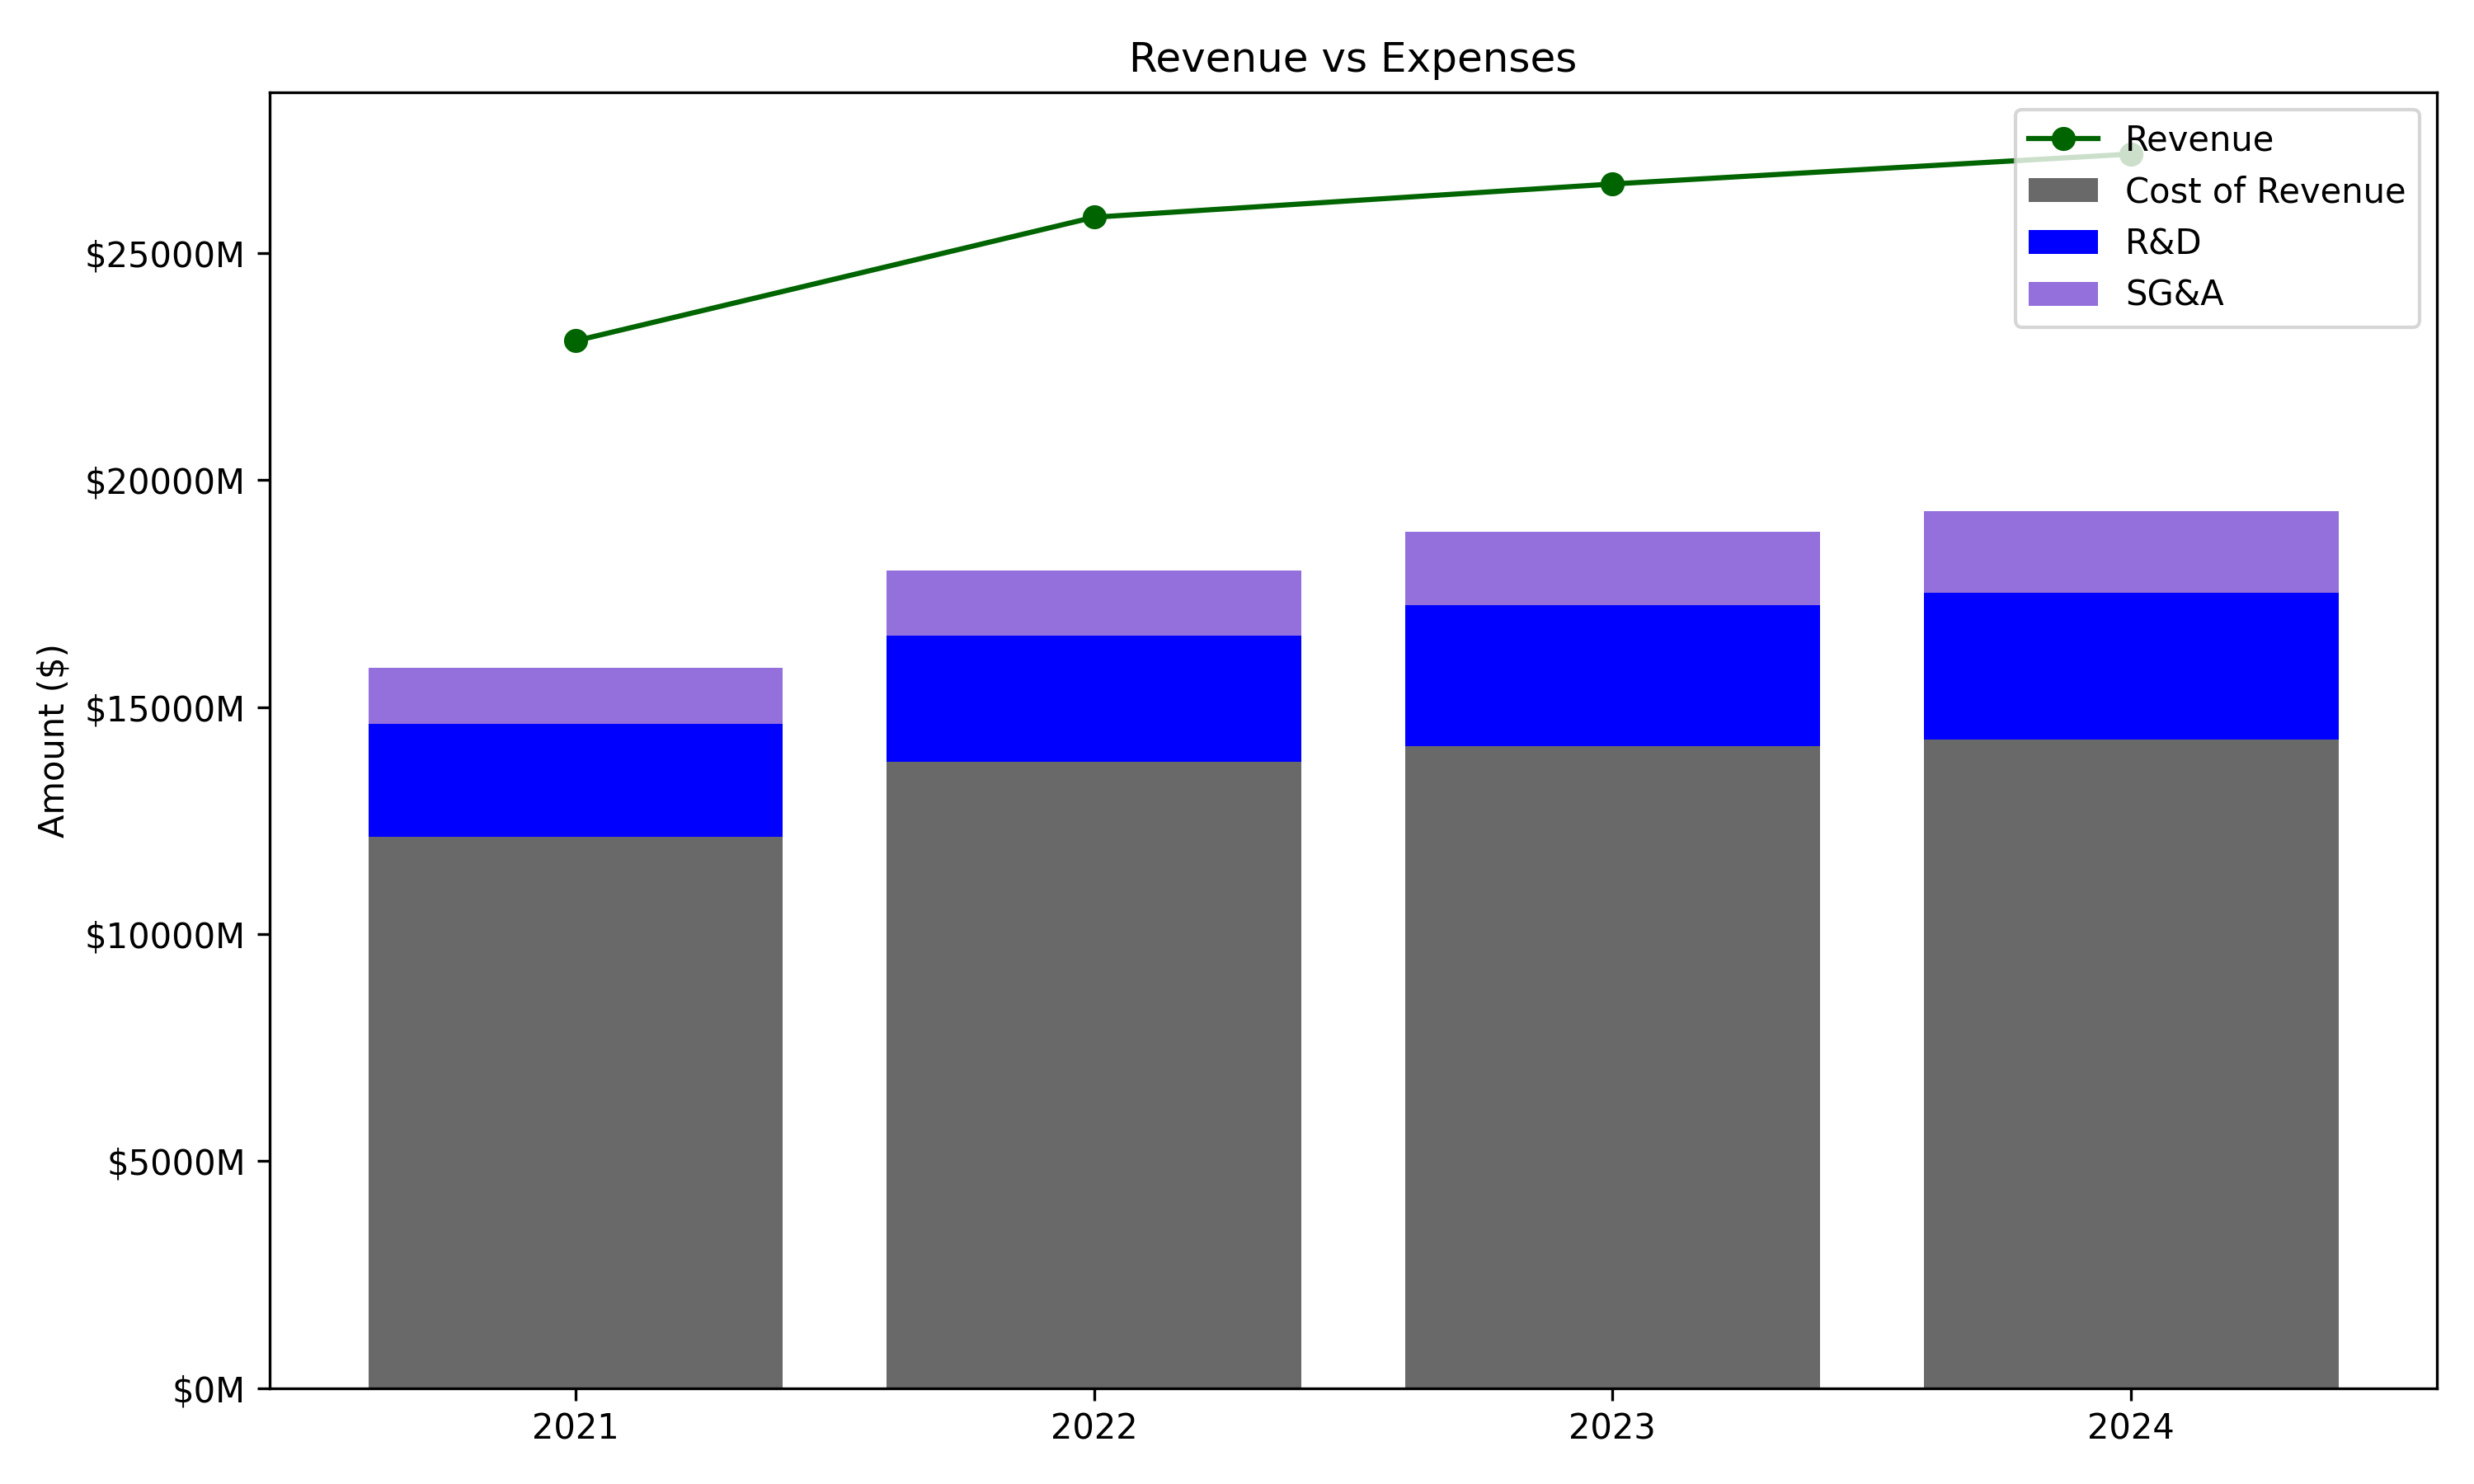 Revenue vs Expenses
Revenue
Cost of Revenue
R&D
SG&A
Amount ($)
$25000M
$20000M
$15000M
$10000M
$5000M
$0M
2021
2022
2023
2024